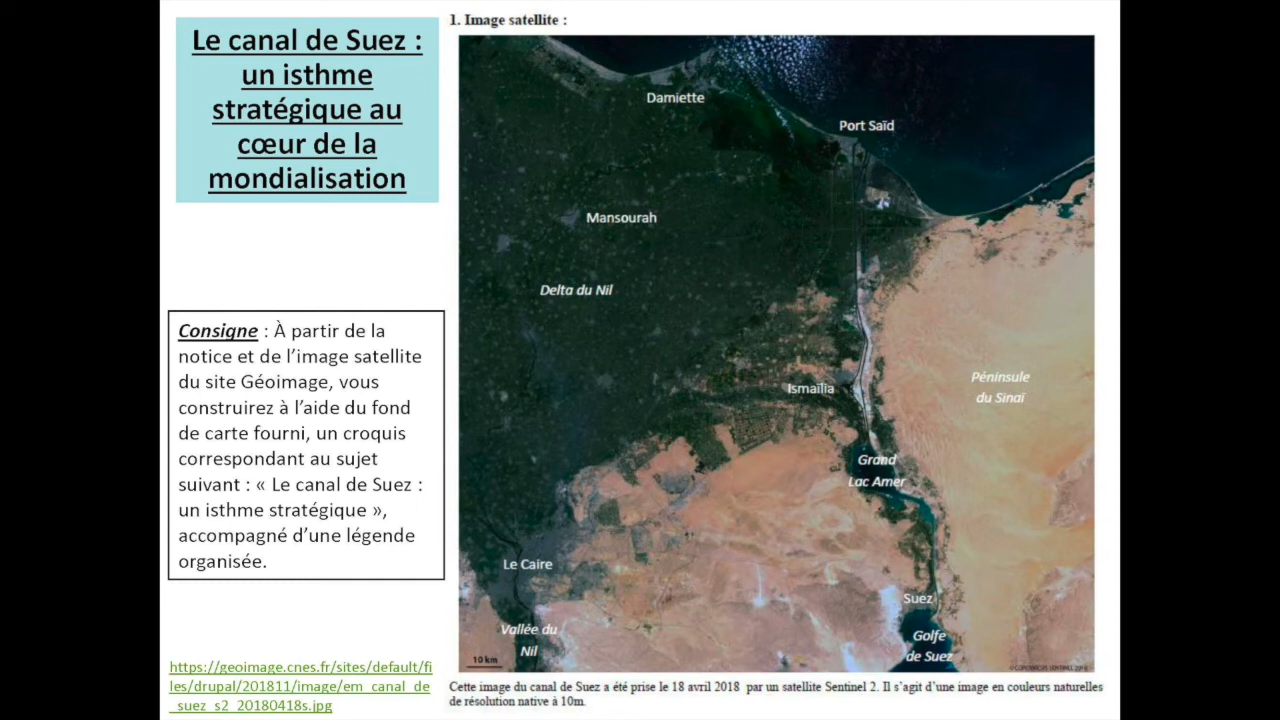 Le canal de Suez :
un isthme
stratégique au
cœur de la
mondialisation
Consigne : À partir de la
notice et de l'image satellite
du site Géoimage, vous
construirez à l'aide du fond
de carte fourni, un croquis
correspondant au sujet
suivant : « Le canal de Suez :
un isthme stratégique »,
accompagné d'une légende
organisée.
https://geoimage.cnes.fr/sites/default/fi
les/drupal/201811/image/em_canal_de
_suez_s2_20180418s.jpg
1. Image satellite :
Damiette
Port Saïd
Mansourah
Delta du Nil
Péninsule
du Sinaï
Ismaïlia
Grand
Lac Amer
Le Caire
Suez
Vallée du
Nil
Golfe
de Suez
10 km
Cette image du canal de Suez a été prise le 18 avril 2018 par un satellite Sentinel 2. Il s'agit d'une image en couleurs naturelles
de résolution native à 10m.